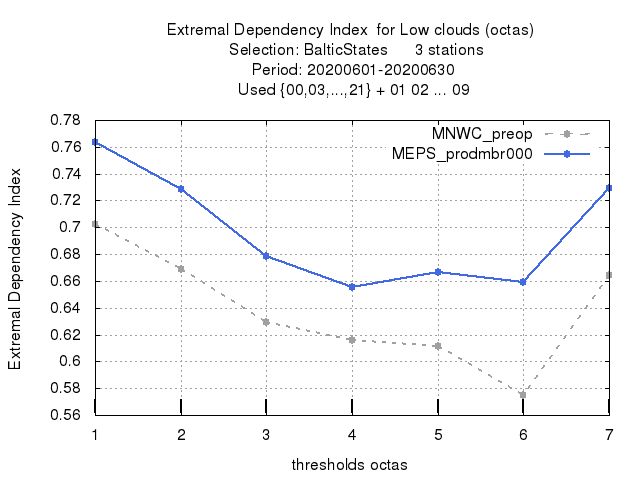 Extremal Dependency Index  for Low clouds (octas)
Selection: BalticStates      3 stations
Period: 20200601-20200630
Used {00,03,...,21} + 01 02 ... 09
MNWC_preop
MEPS_prodmbr000
Extremal Dependency Index
0.78
0.76
0.74
0.72
0.7
0.68
0.66
0.64
0.62
0.6
0.58
0.56
1 2 3 4 5 6 7
thresholds octas